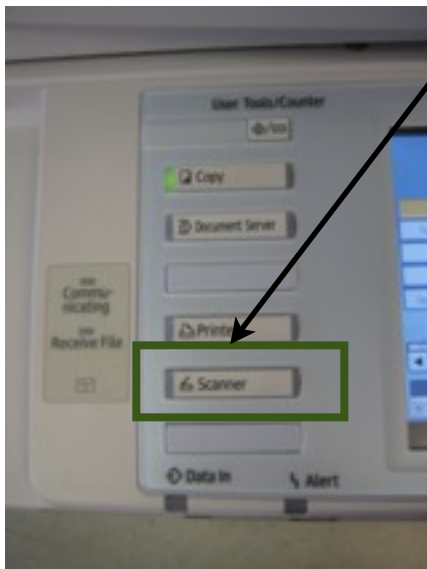 User Tools/Counter
Copy
Document Server
Commu-
nicating
Receive File
Printer
Scanner
Data In
Alert